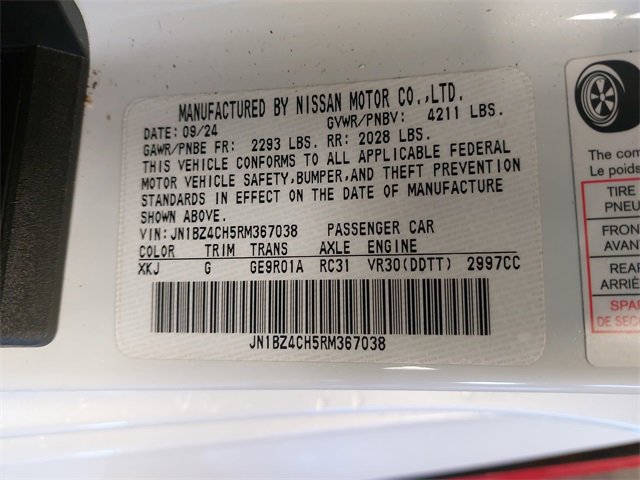 MANUFACTURED BY NISSAN MOTOR CO.,LTD.
DATE: 09/24 GVWR/PNBV: 4211 LBS.
GAWR/PNBE FR: 2293 LBS. RR: 2028 LBS.
THIS VEHICLE CONFORMS TO ALL APPLICABLE FEDERAL
MOTOR VEHICLE SAFETY,BUMPER,AND THEFT PREVENTION
STANDARDS IN EFFECT ON THE DATE OF MANUFACTURE
SHOWN ABOVE.
VIN: JN1BZ4CH5RM367038 PASSENGER CAR
COLOR TRIM TRANS AXLE ENGINE
XKJ G GE9R01A RC31 VR30(DDTT) 2997CC
JN1BZ4CH5RM367038
The com
Le poids
TIRE
PNEU
FRON
AVAN
REAR
ARRIÈ
SPAR
DE SECO